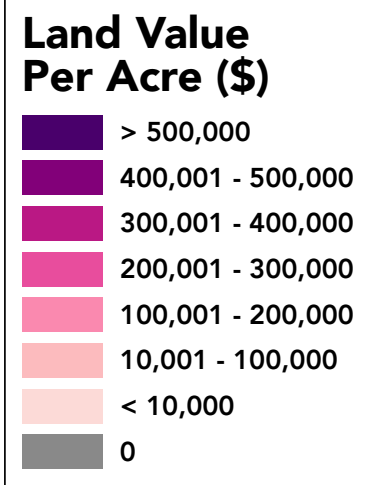 Land Value
Per Acre ($)
> 500,000
400,001 - 500,000
300,001 - 400,000
200,001 - 300,000
100,001 - 200,000
10,001 - 100,000
< 10,000
0